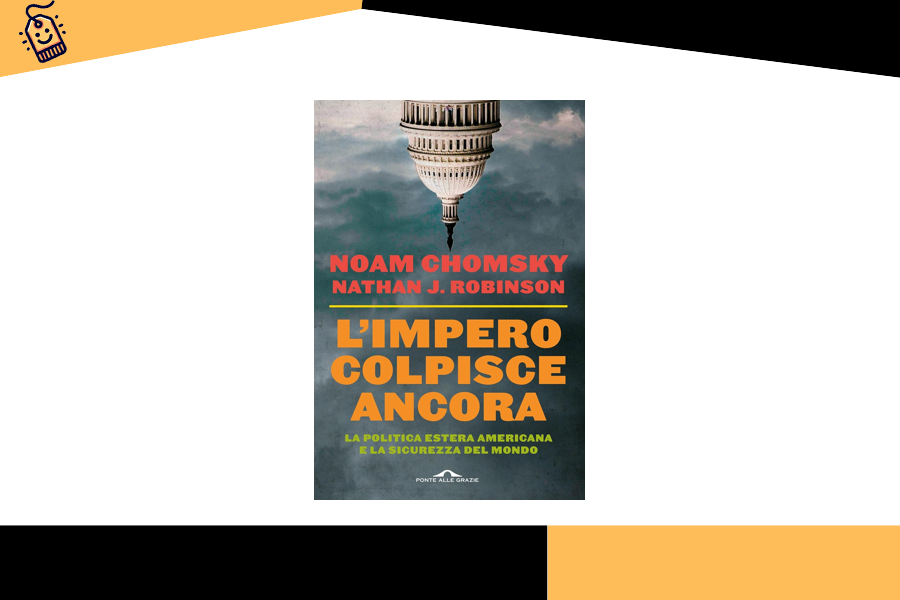 NOAM CHOMSKY
NATHAN J. ROBINSON
L’IMPERO
COLPISCE
ANCORA
LA POLITICA ESTERA AMERICANA
E LA SICUREZZA DEL MONDO
PONTE ALLE GRAZIE